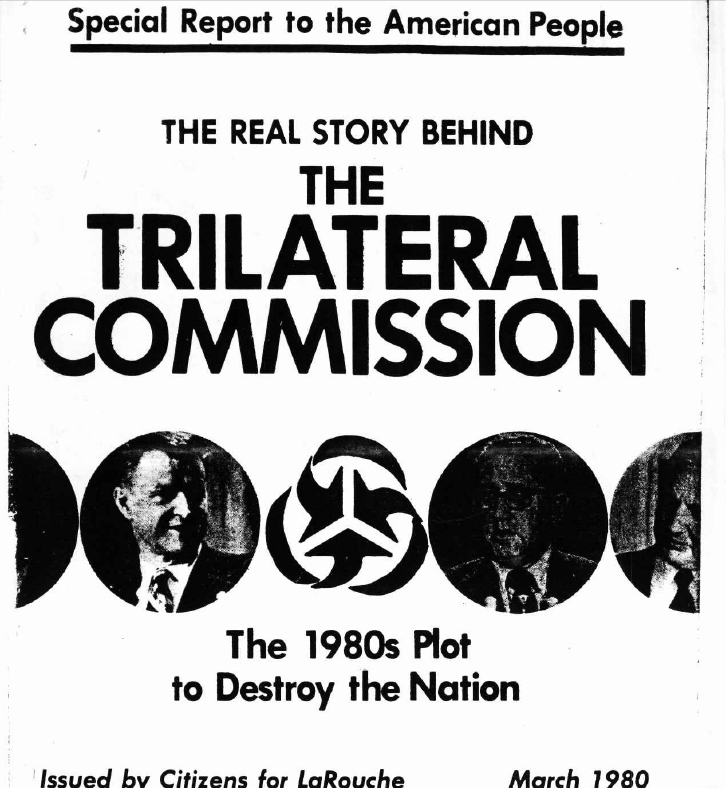 Special Report to the American People
THE REAL STORY BEHIND
THE
TRILATERAL
COMMISSION
The 1980s Plot
to Destroy the Nation
Issued by Citizens for LaRouche March 1980